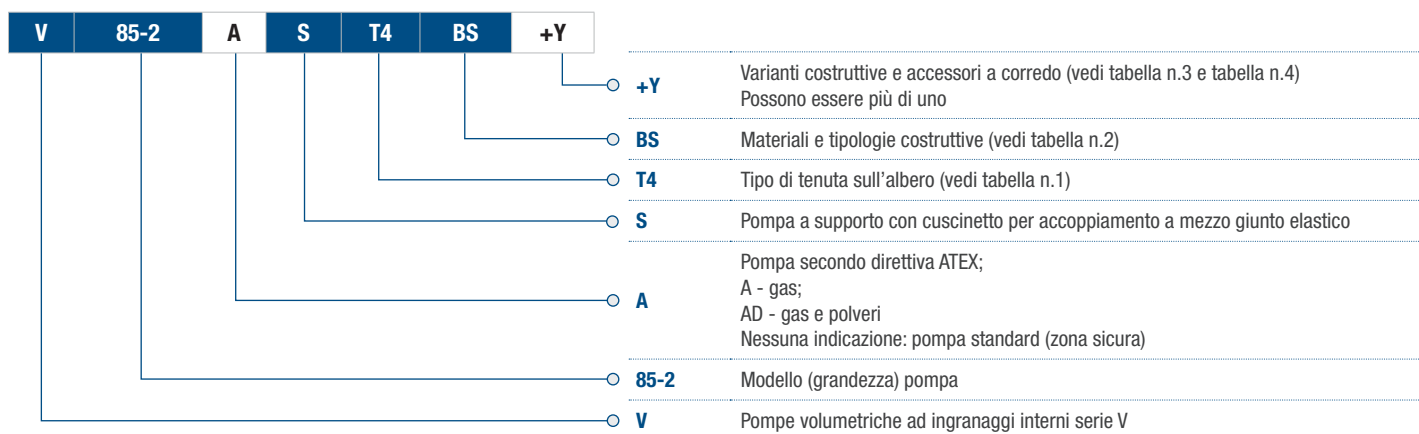 V 85-2 A S T4 BS +Y
+Y Varianti costruttive e accessori a corredo (vedi tabella n.3 e tabella n.4)
Possono essere più di uno
BS Materiali e tipologie costruttive (vedi tabella n.2)
T4 Tipo di tenuta sull'albero (vedi tabella n.1)
S Pompa a supporto con cuscinetto per accoppiamento a mezzo giunto elastico
Pompa secondo direttiva ATEX;
A - gas;
A
AD - gas e polveri
Nessuna indicazione: pompa standard (zona sicura)
85-2 Modello (grandezza) pompa
V Pompe volumetriche ad ingranaggi interni serie V